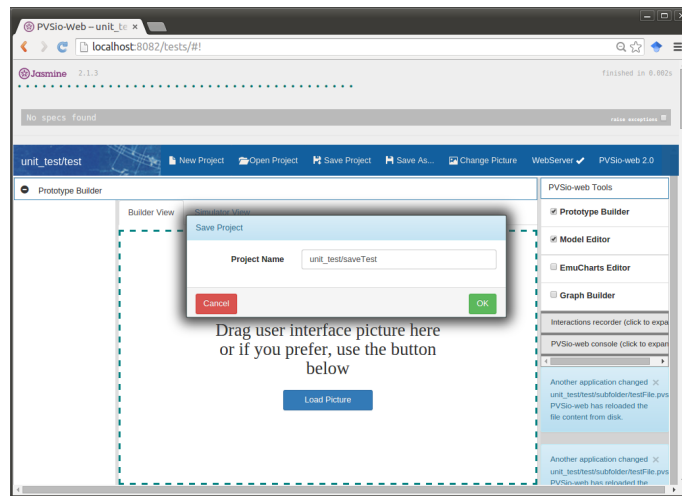 PVSio-Web – unit_te ×
localhost:8082/tests/#!
Jasmine 2.1.3
finished in 0.002s
No specs found
raise exceptions
unit_test/test
New Project
Open Project
Save Project
Save As...
Change Picture
WebServer
PVSio-web 2.0
Prototype Builder
PVSio-web Tools
Builder View
Simulator View
Prototype Builder
Model Editor
EmuCharts Editor
Graph Builder
Save Project
Project Name
unit_test/saveTest
Cancel
OK
Drag user interface picture here
or if you prefer, use the button
below
Load Picture
Interactions recorder (click to expa
PVSio-web console (click to expan
Another application changed ×
unit_test/test/subfolder/testFile.pvs
PVSio-web has reloaded the
file content from disk.
Another application changed ×
unit_test/test/subfolder/testFile.pvs
PVSio-web has reloaded the